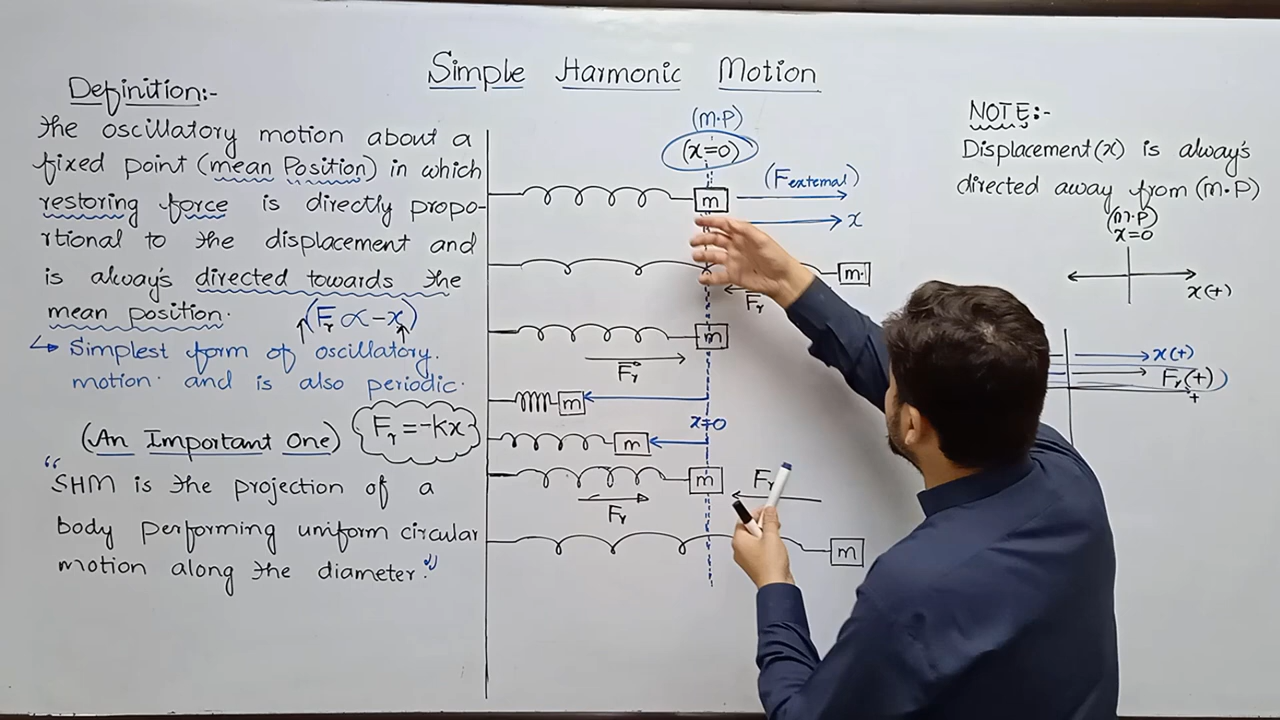 Simple Harmonic Motion
Definition:-
The oscillatory motion about a
fixed point (mean Position) in which
restoring force is directly propo-
rtional to the displacement and
is alway's directed towards the
mean position.
(Fr ∝ -x)
↳ Simplest form of oscillatory.
motion. and is also periodic.
(An Important One)
Fr = -kx
"SHM is the projection of a
body performing uniform circular
motion along the diameter."
(m.p)
(x=0)
m
(Fexternal)
x
m.
Fr
m
Fr
m
x=0
m
m
Fr
Fr
m
NOTE:-
Displacement(x) is alway's
directed away from (m.p)
(m.p)
x=0
x(+)
x(+)
Fr(+))
+